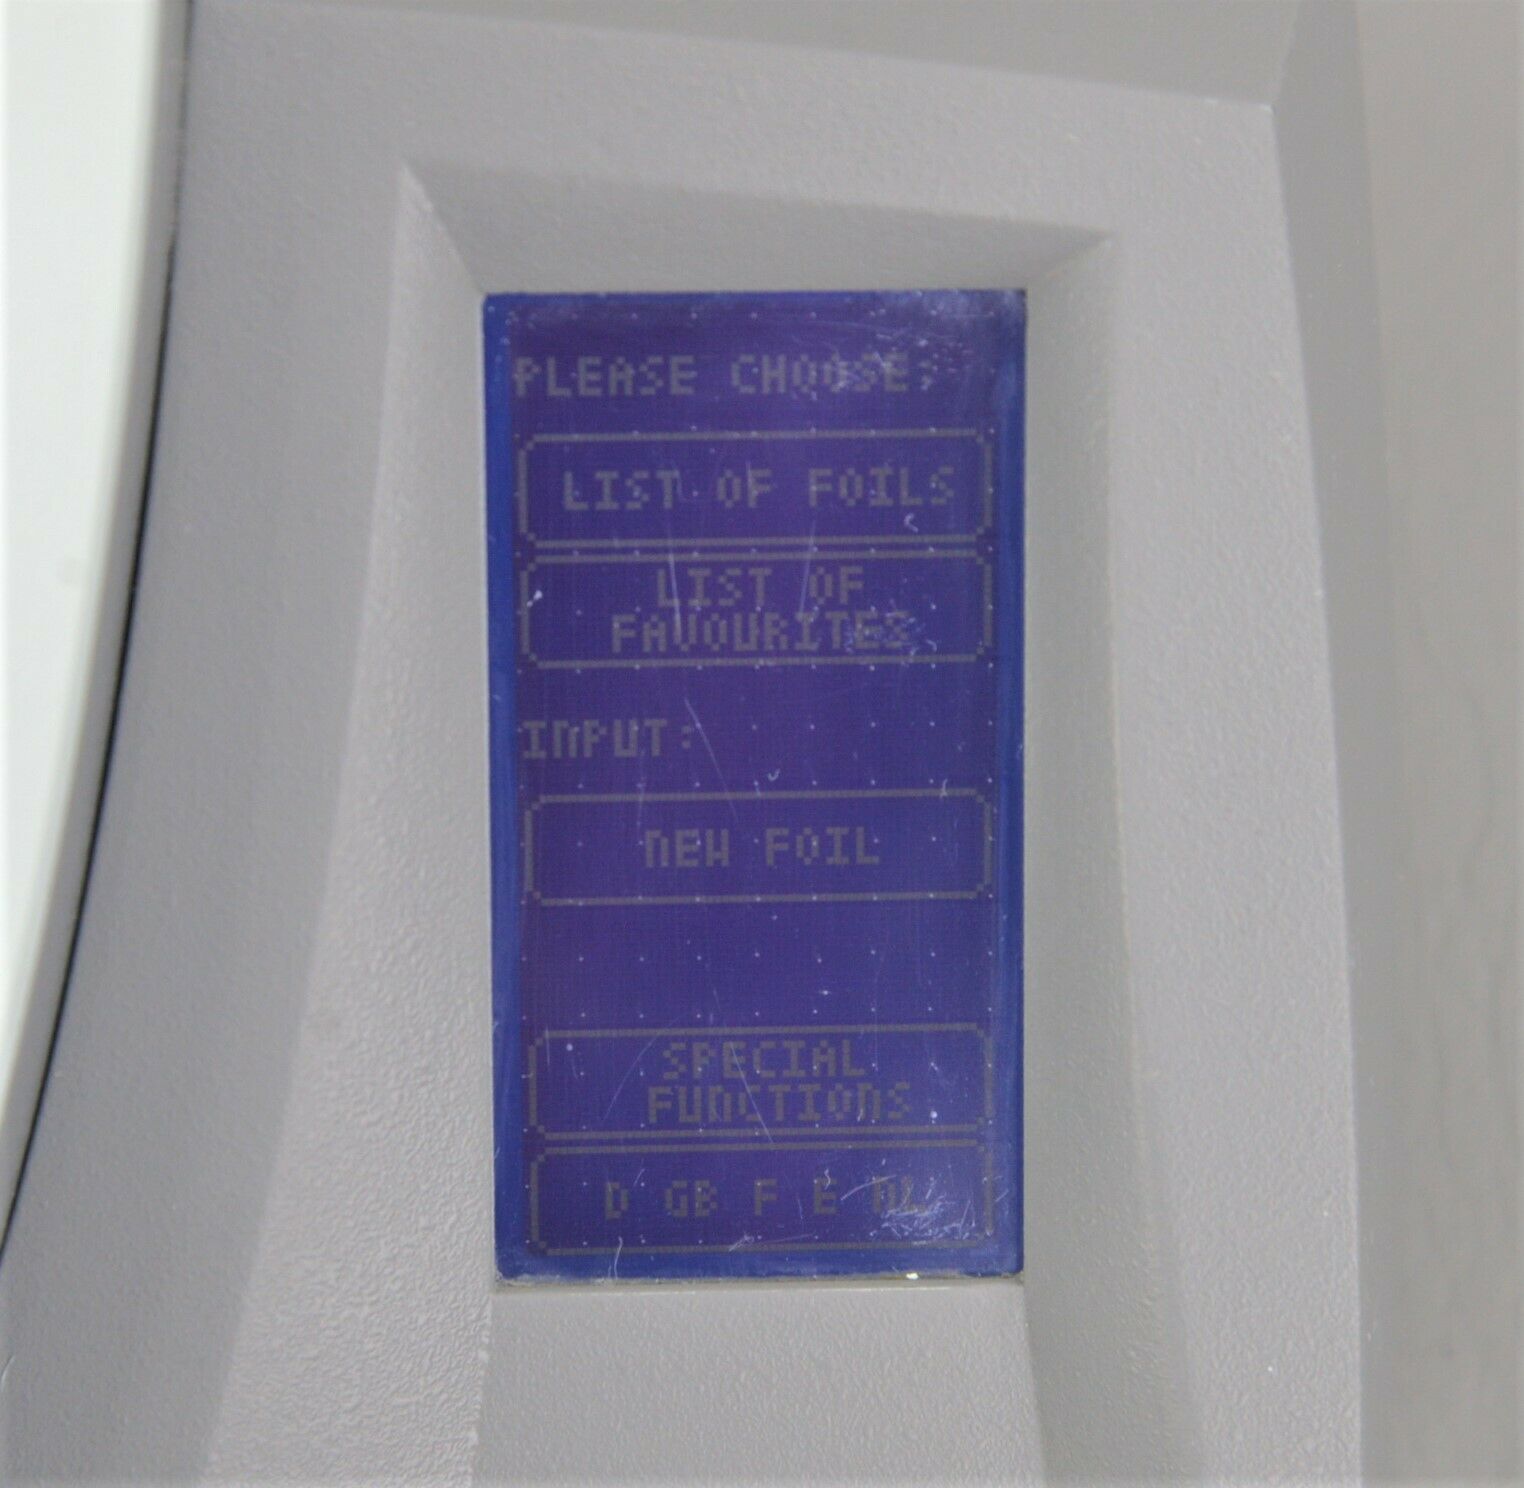 PLEASE CHOOSE:
LIST OF FOILS
LIST OF
FAVOURITES
INPUT:
NEW FOIL
SPECIAL
FUNCTIONS
D GB F E NL